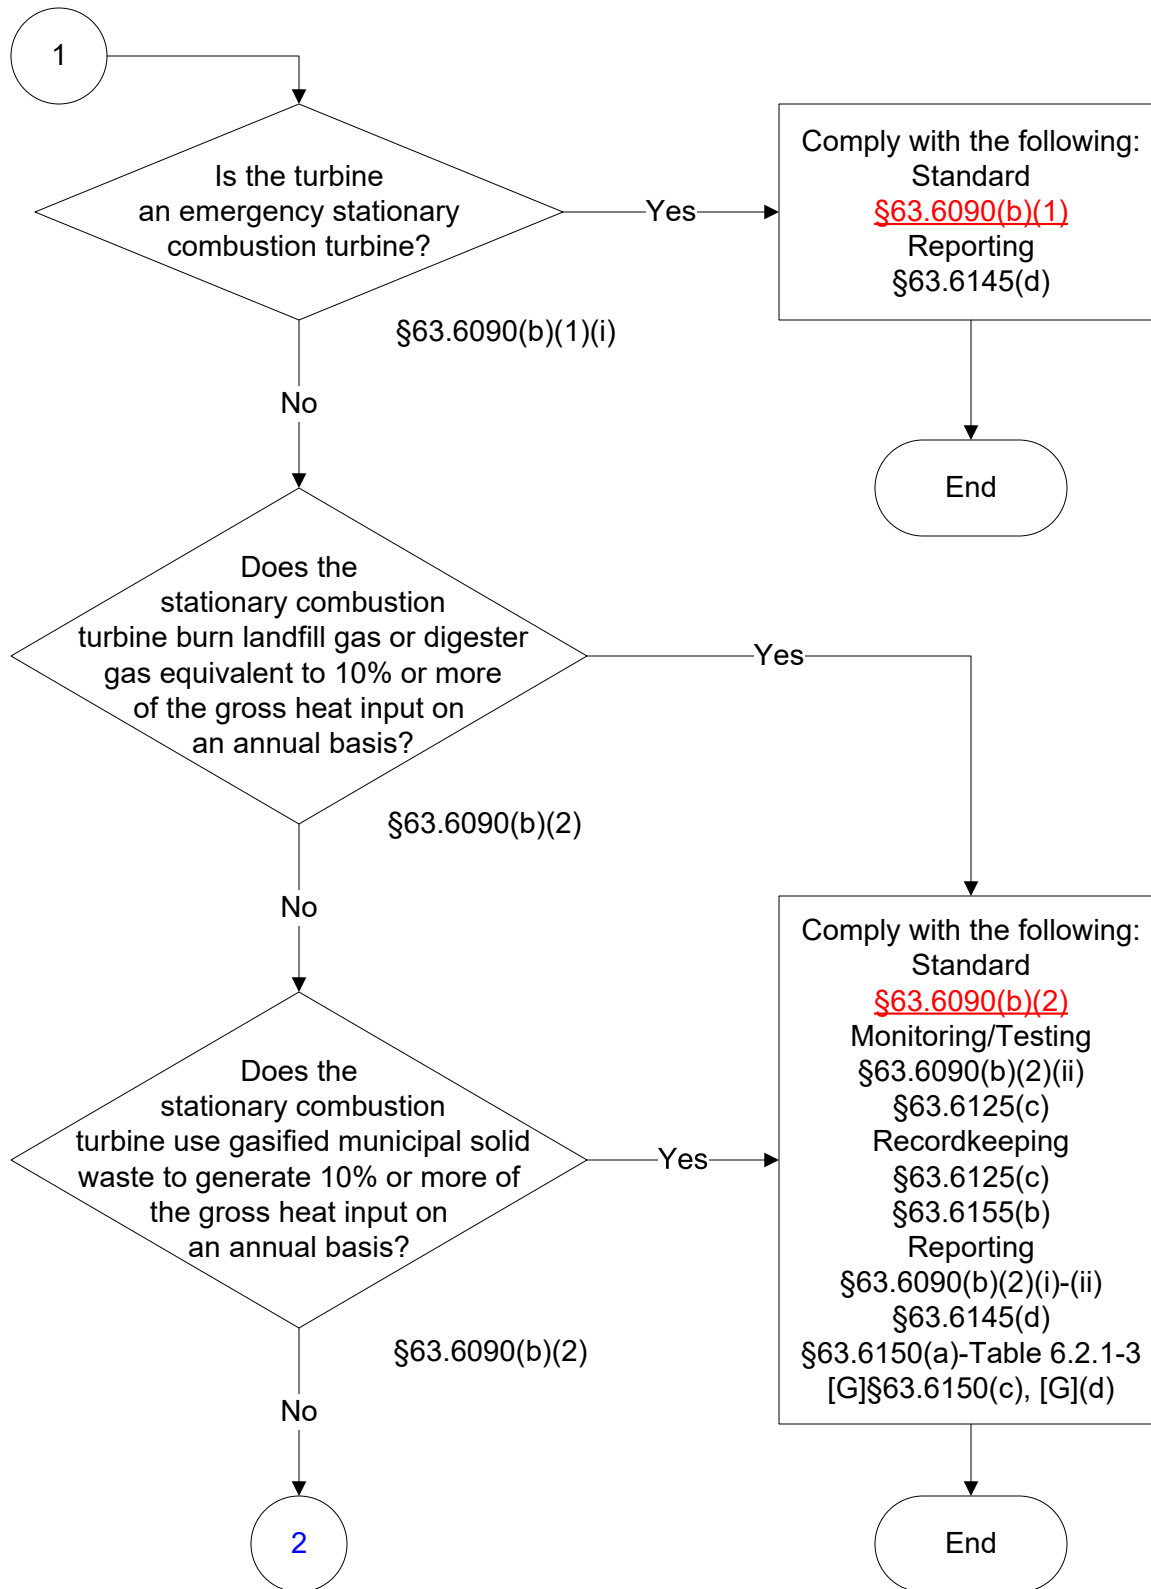 1
Is the turbine
an emergency stationary
combustion turbine?
Yes
Comply with the following:
Standard
§63.6090(b)(1)
Reporting
§63.6145(d)
§63.6090(b)(1)(i)
No
End
Does the
stationary combustion
turbine burn landfill gas or digester
gas equivalent to 10% or more
of the gross heat input on
an annual basis?
Yes
§63.6090(b)(2)
No
Comply with the following:
Standard
§63.6090(b)(2)
Monitoring/Testing
§63.6090(b)(2)(ii)
§63.6125(c)
Recordkeeping
§63.6125(c)
§63.6155(b)
Reporting
§63.6090(b)(2)(i)-(ii)
§63.6145(d)
§63.6150(a)-Table 6.2.1-3
[G]§63.6150(c), [G](d)
Does the
stationary combustion
turbine use gasified municipal solid
waste to generate 10% or more of
the gross heat input on
an annual basis?
Yes
§63.6090(b)(2)
No
2
End